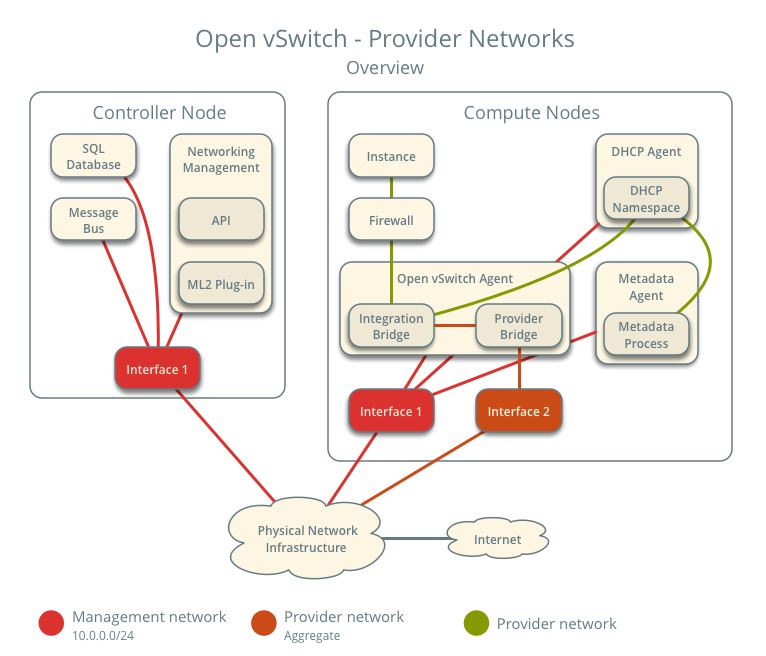 Open vSwitch - Provider Networks
Overview
Controller Node
SQL
Database
Message
Bus
Networking
Management
API
ML2 Plug-in
Interface 1
Compute Nodes
Instance
Firewall
DHCP Agent
DHCP
Namespace
Open vSwitch Agent
Integration
Bridge
Provider
Bridge
Metadata
Agent
Metadata
Process
Interface 1
Interface 2
Physical Network
Infrastructure
Internet
Management network
10.0.0.0/24
Provider network
Aggregate
Provider network